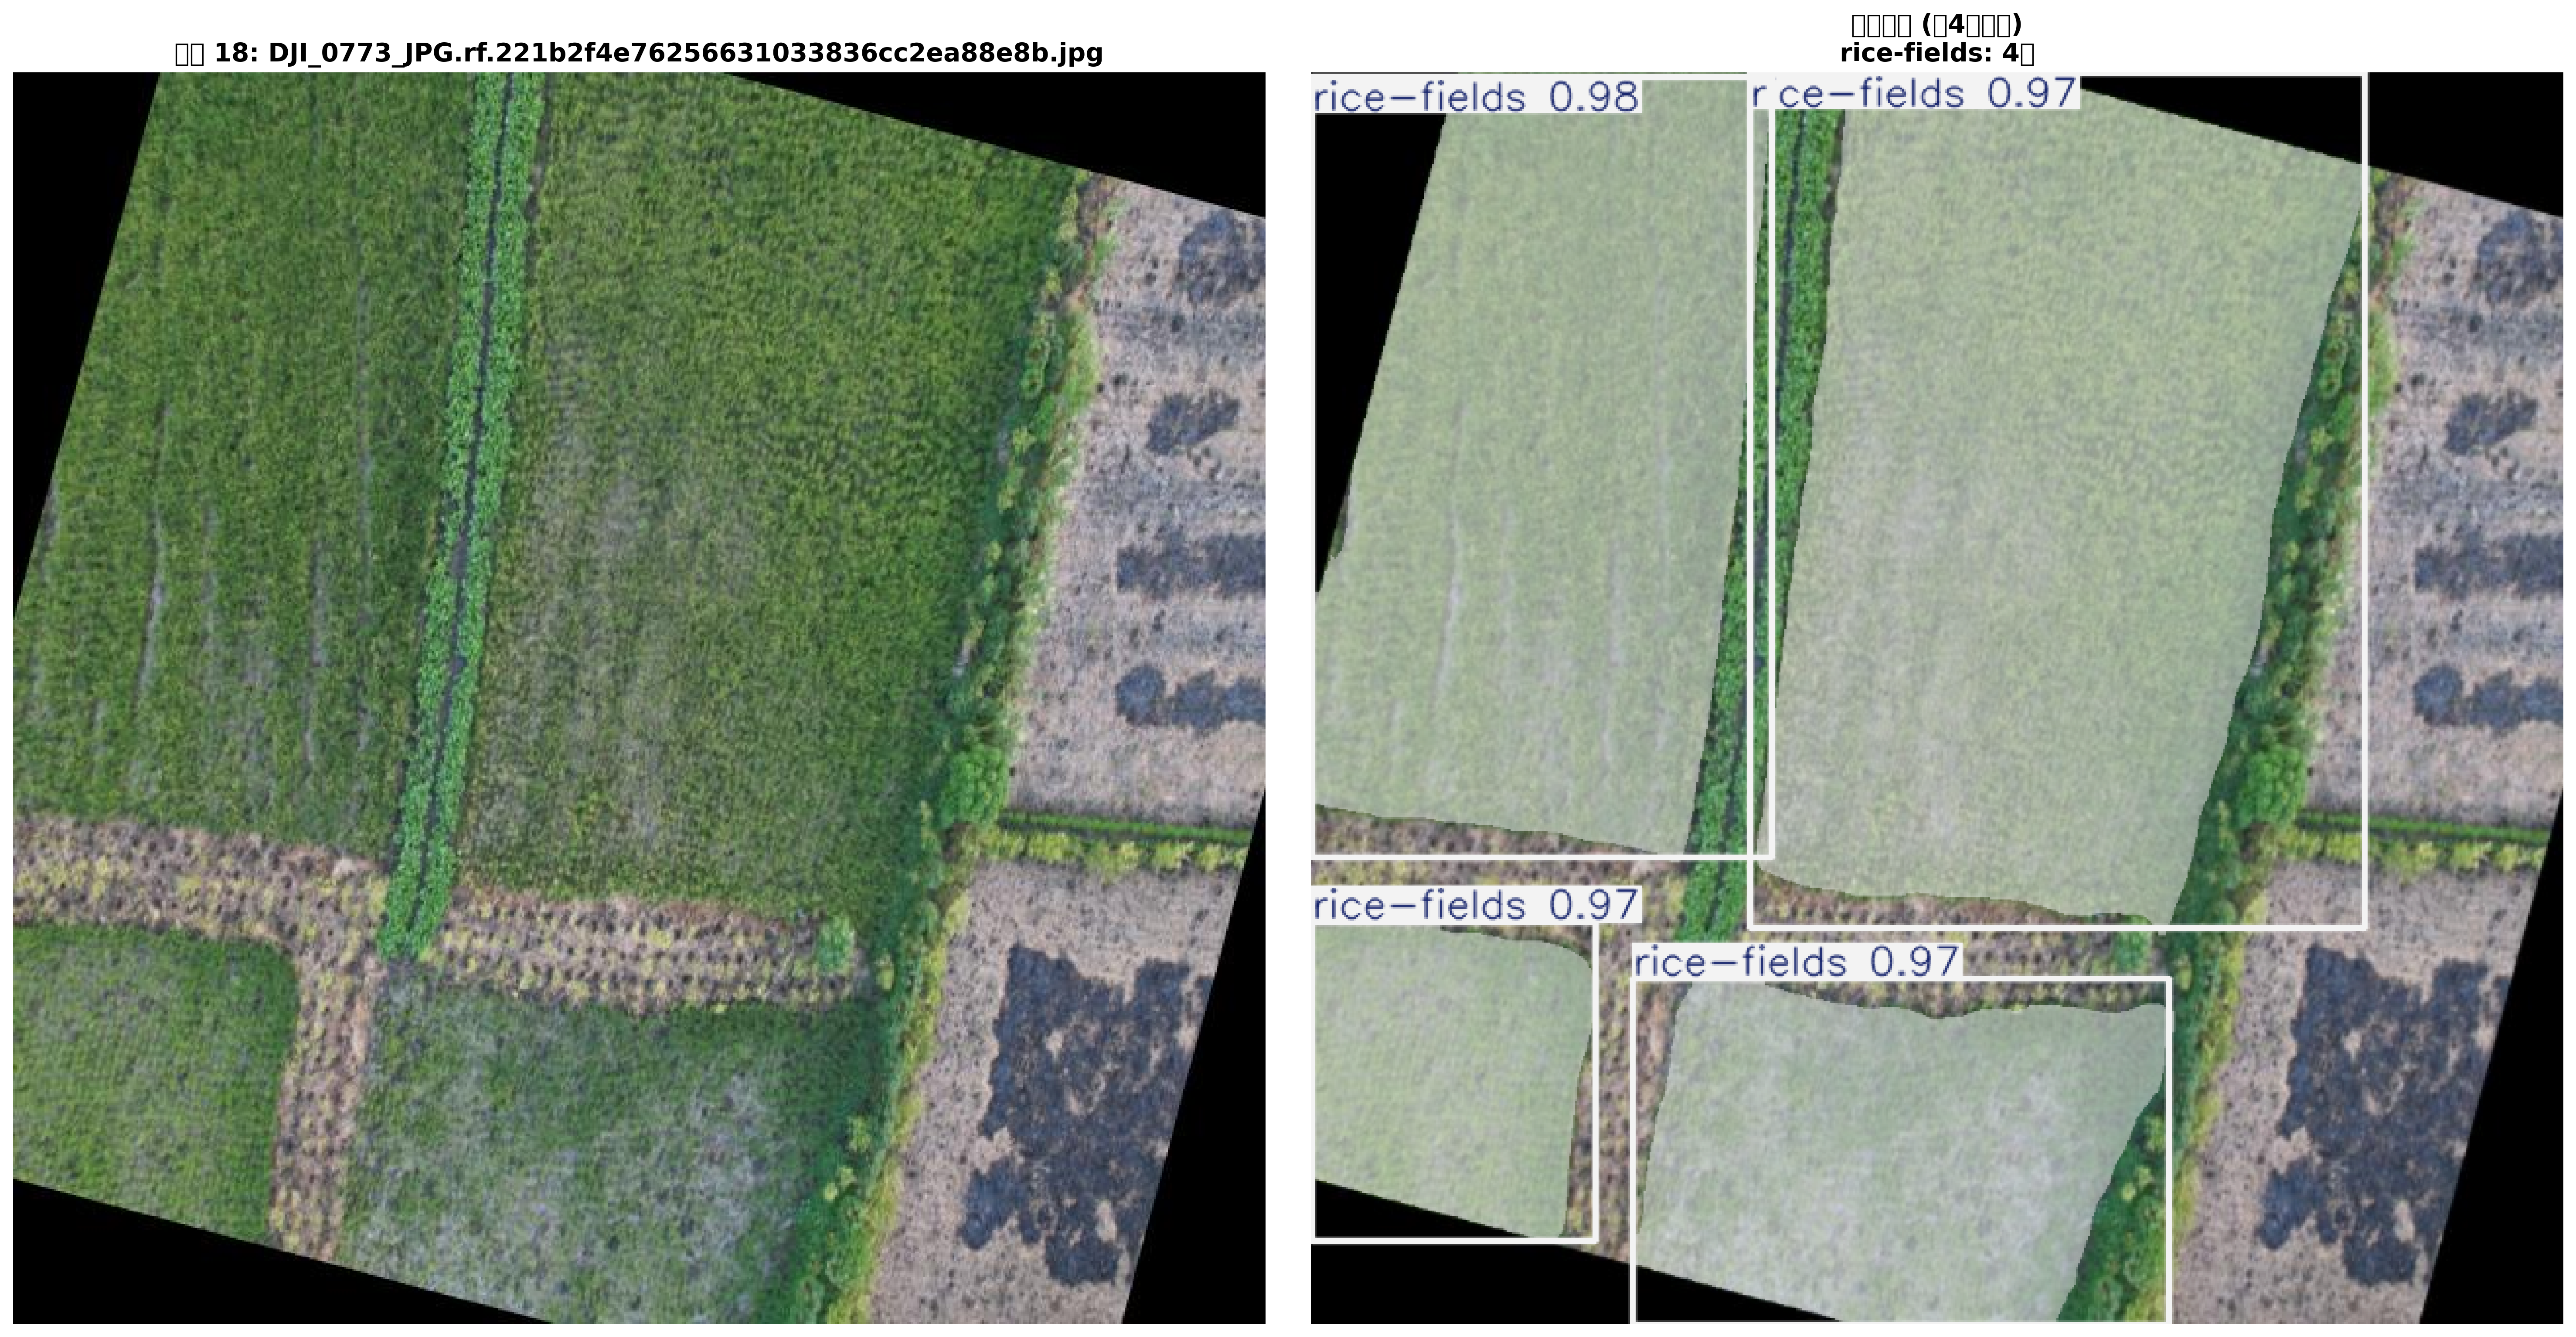 18: DJI_0773_JPG.rf.221b2f4e76256631033836cc2ea88e8b.jpg
(4)
rice-fields: 4
rice-fields 0.98
r ce-fields 0.97
rice-fields 0.97
rice-fields 0.97